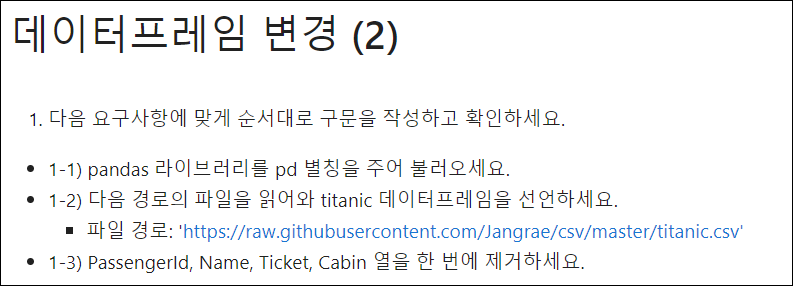 데이터프레임 변경 (2)
1. 다음 요구사항에 맞게 순서대로 구문을 작성하고 확인하세요.
• 1-1) pandas 라이브러리를 pd 별칭을 주어 불러오세요.
• 1-2) 다음 경로의 파일을 읽어와 titanic 데이터프레임을 선언하세요.
▪ 파일 경로: 'https://raw.githubusercontent.com/Jangrae/csv/master/titanic.csv'
• 1-3) PassengerId, Name, Ticket, Cabin 열을 한 번에 제거하세요.